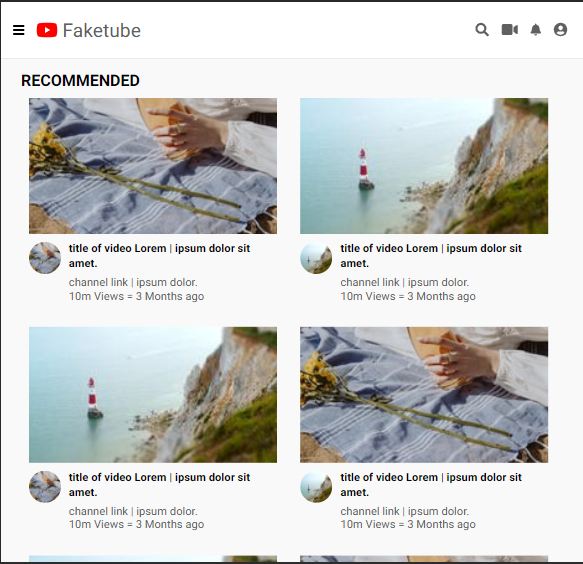 Faketube
RECOMMENDED
title of video Lorem | ipsum dolor sit
amet.
channel link | ipsum dolor.
10m Views = 3 Months ago
title of video Lorem | ipsum dolor sit
amet.
channel link | ipsum dolor.
10m Views = 3 Months ago
title of video Lorem | ipsum dolor sit
amet.
channel link | ipsum dolor.
10m Views = 3 Months ago
title of video Lorem | ipsum dolor sit
amet.
channel link | ipsum dolor.
10m Views = 3 Months ago